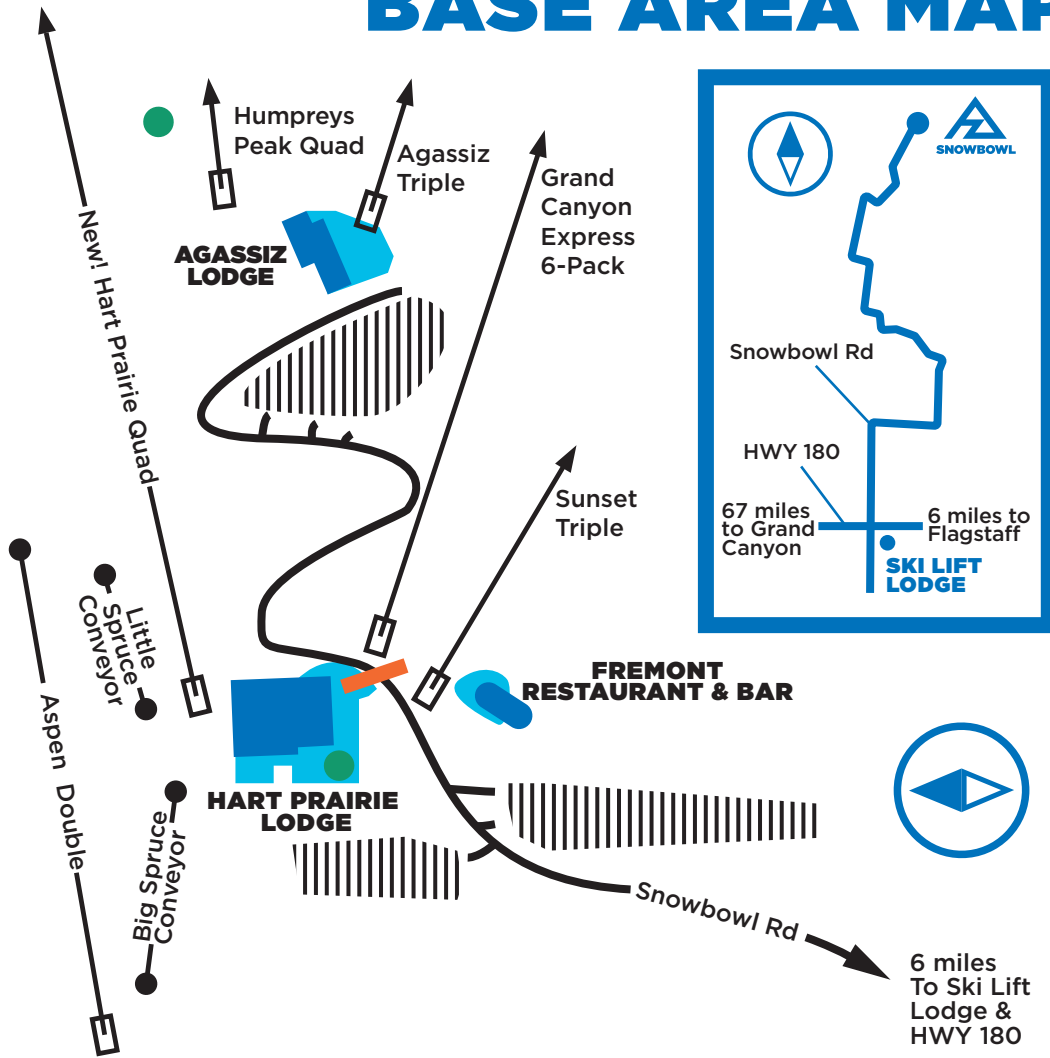 BASE AREA MAP
Humpreys
Peak Quad
Agassiz
Triple
Grand
Canyon
Express
6-Pack
AGASSIZ
LODGE
New! Hart Prairie Quad
Sunset
Triple
Little
Spruce
Conveyor
Aspen Double
FREMONT
RESTAURANT & BAR
HART PRAIRIE
LODGE
Big Spruce
Conveyor
Snowbowl Rd
6 miles
To Ski Lift
Lodge &
HWY 180
SNOWBOWL
Snowbowl Rd
HWY 180
67 miles
to Grand
Canyon
6 miles to
Flagstaff
SKI LIFT
LODGE